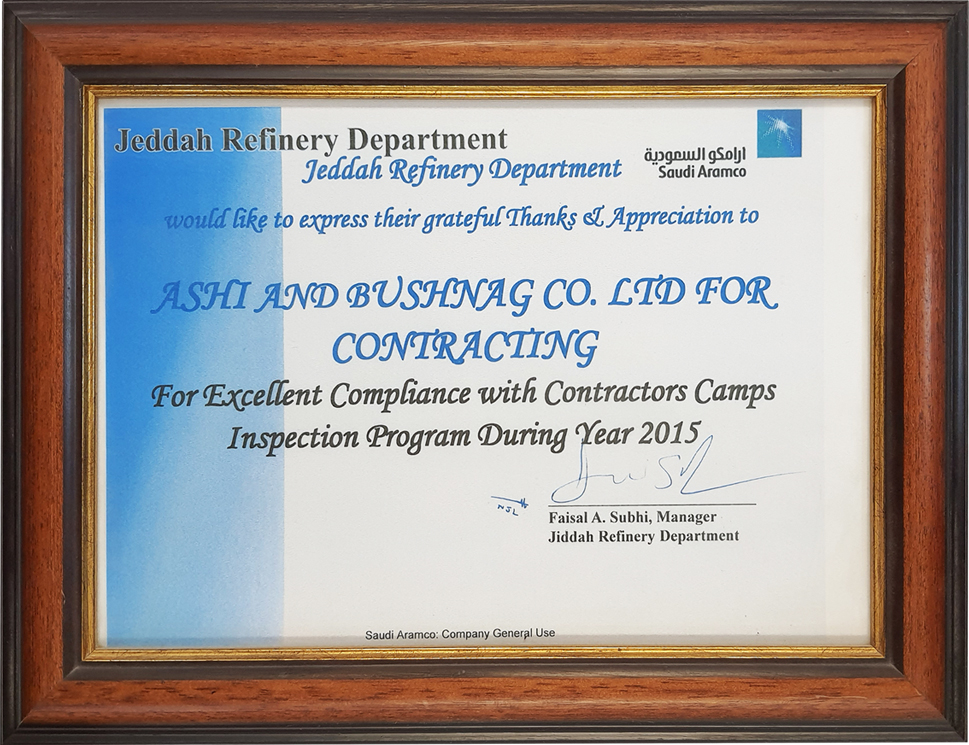 Jeddah Refinery Department
Jeddah Refinery Department
ارامكو السعودية
Saudi Aramco
would like to express their grateful Thanks & Appreciation to
ASHI AND BUSHNAG CO. LTD FOR
CONTRACTING
For Excellent Compliance with Contractors Camps
Inspection Program During Year 2015
NJL
Faisal A. Subhi, Manager
Jiddah Refinery Department
Saudi Aramco: Company General Use